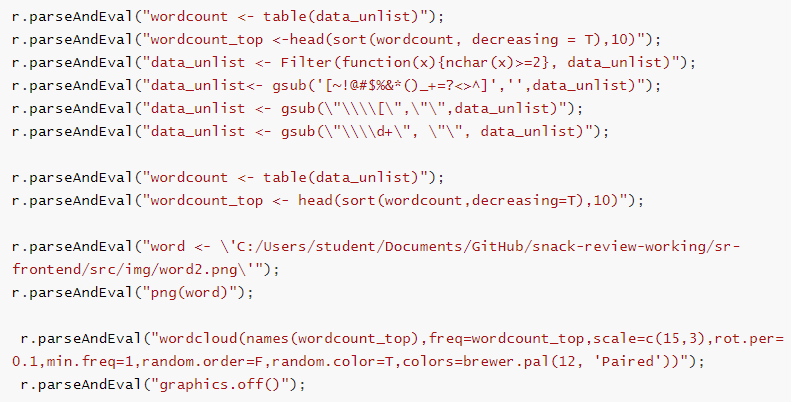 r.parseAndEval("wordcount <- table(data_unlist)");
r.parseAndEval("wordcount_top <-head(sort(wordcount, decreasing = T),10)");
r.parseAndEval("data_unlist <- Filter(function(x){nchar(x)>=2}, data_unlist)");
r.parseAndEval("data_unlist<- gsub('[~!@#$%&*()_+=?<>^]','',data_unlist)");
r.parseAndEval("data_unlist <- gsub(\"\\\\[\",\"\",data_unlist)");
r.parseAndEval("data_unlist <- gsub(\"\\\\d+\", \"\", data_unlist)");
r.parseAndEval("wordcount <- table(data_unlist)");
r.parseAndEval("wordcount_top <- head(sort(wordcount,decreasing=T),10)");
r.parseAndEval("word <- \'C:/Users/student/Documents/GitHub/snack-review-working/sr-
frontend/src/img/word2.png\'");
r.parseAndEval("png(word)");
r.parseAndEval("wordcloud(names(wordcount_top),freq=wordcount_top,scale=c(15,3),rot.per=
0.1,min.freq=1,random.order=F,random.color=T,colors=brewer.pal(12, 'Paired'))");
r.parseAndEval("graphics.off()");